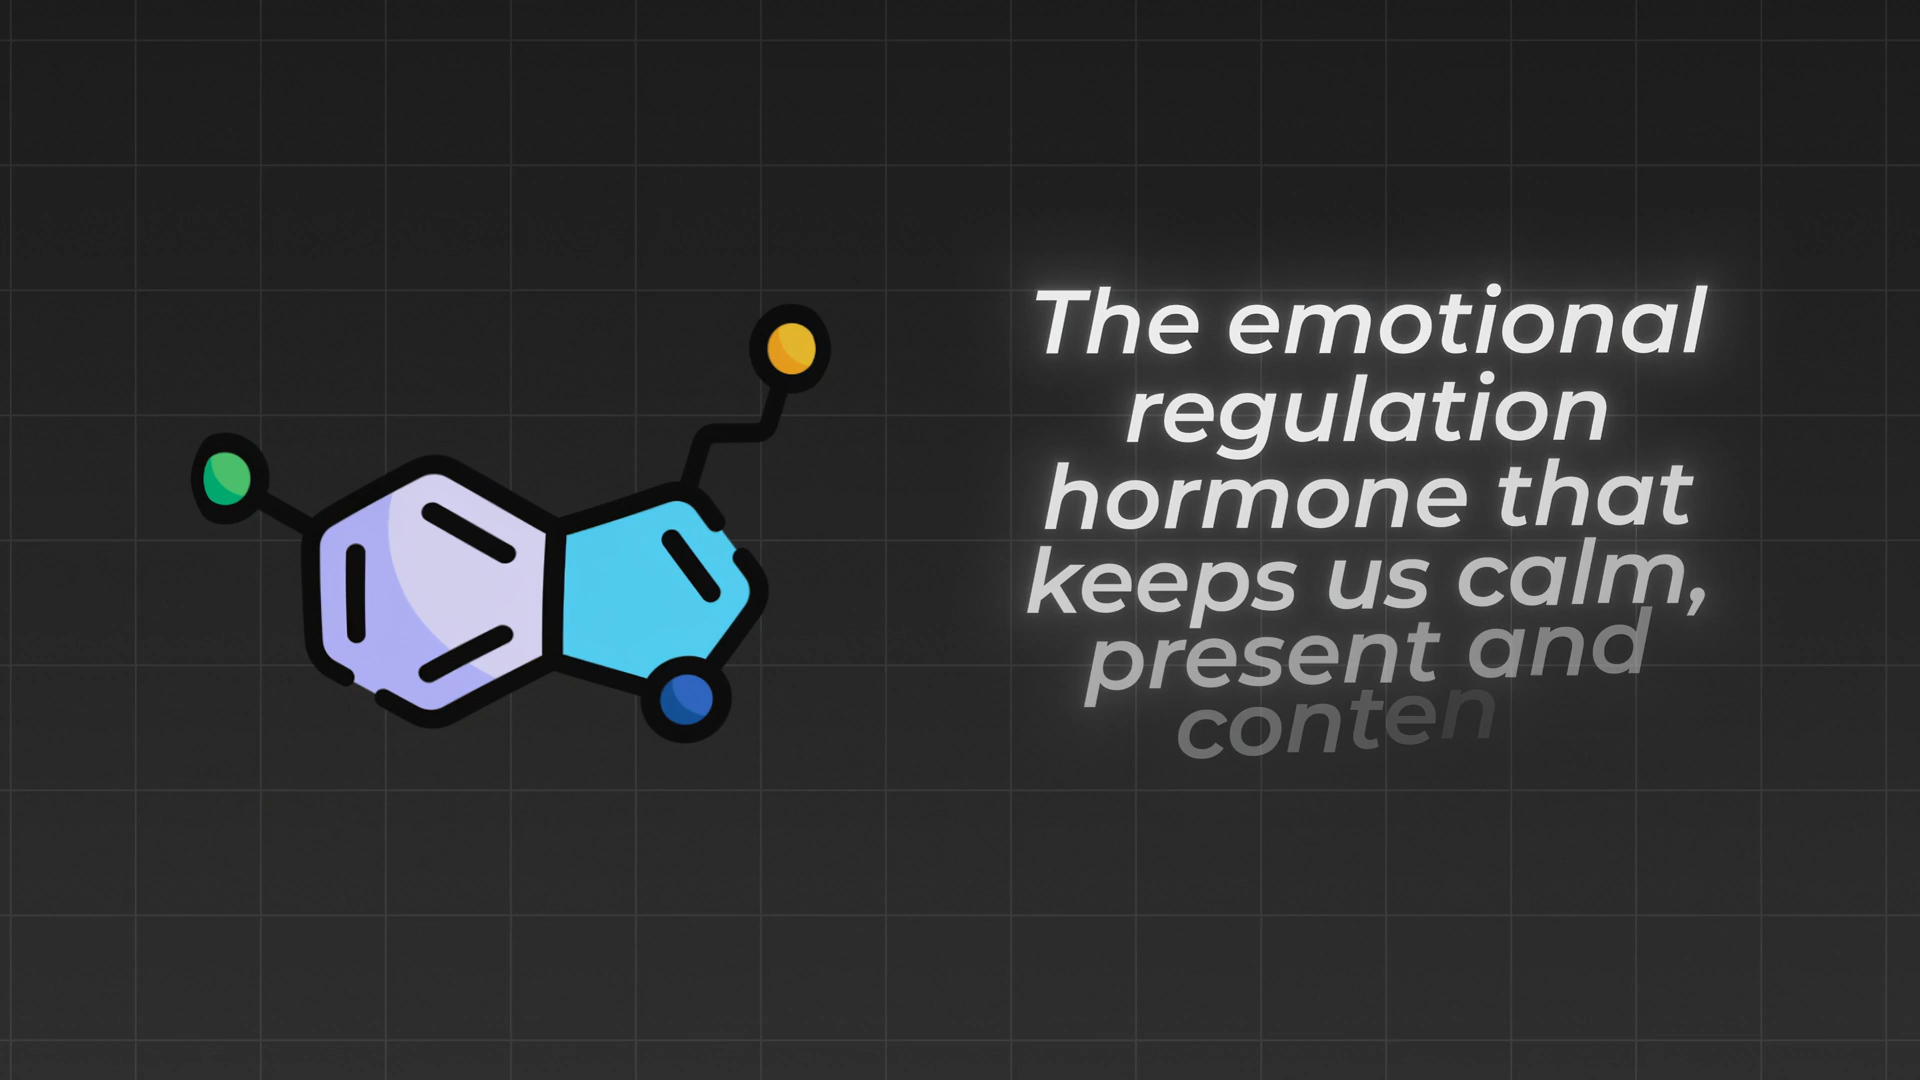 The emotional
regulation
hormone that
keeps us calm,
present and
conten